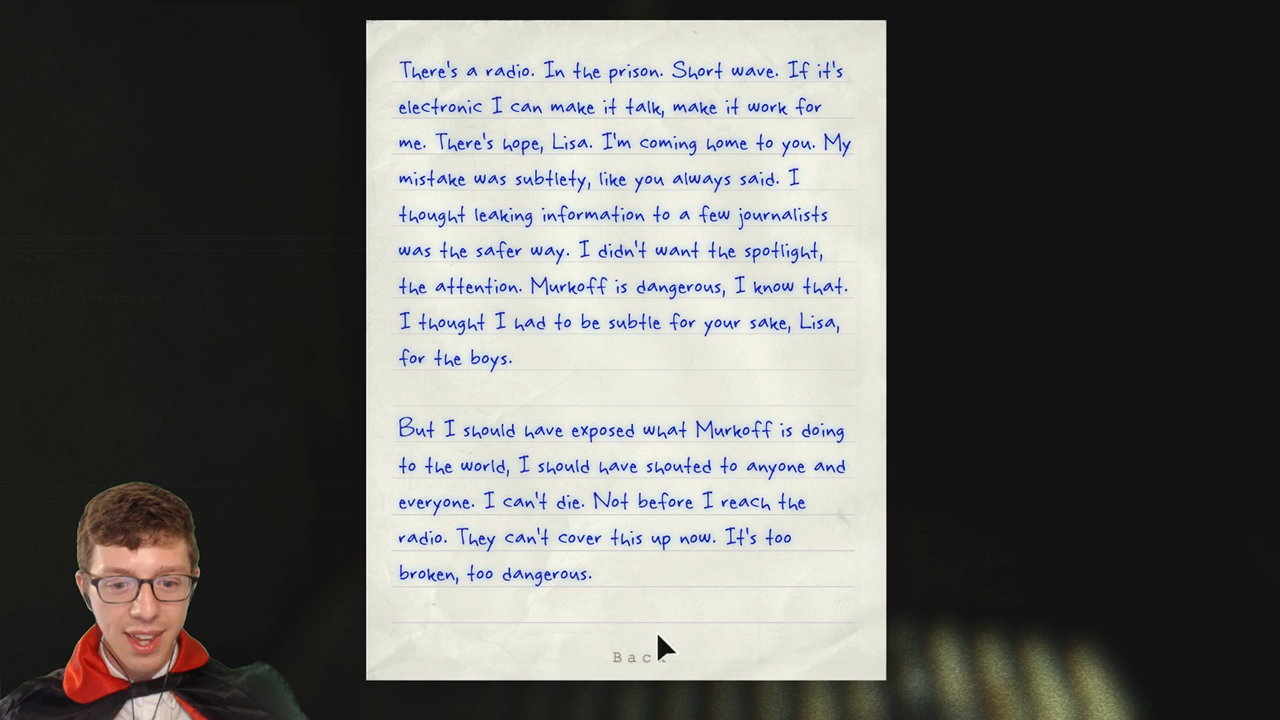 There's a radio. In the prison. Short wave. If it's
electronic I can make it talk, make it work for
me. There's hope, Lisa. I'm coming home to you. My
mistake was subtlety, like you always said. I
thought leaking information to a few journalists
was the safer way. I didn't want the spotlight,
the attention. Murkoff is dangerous, I know that.
I thought I had to be subtle for your sake, Lisa,
for the boys.
But I should have exposed what Murkoff is doing
to the world, I should have shouted to anyone and
everyone. I can't die. Not before I reach the
radio. They can't cover this up now. It's too
broken, too dangerous.
Back
radio in the prison